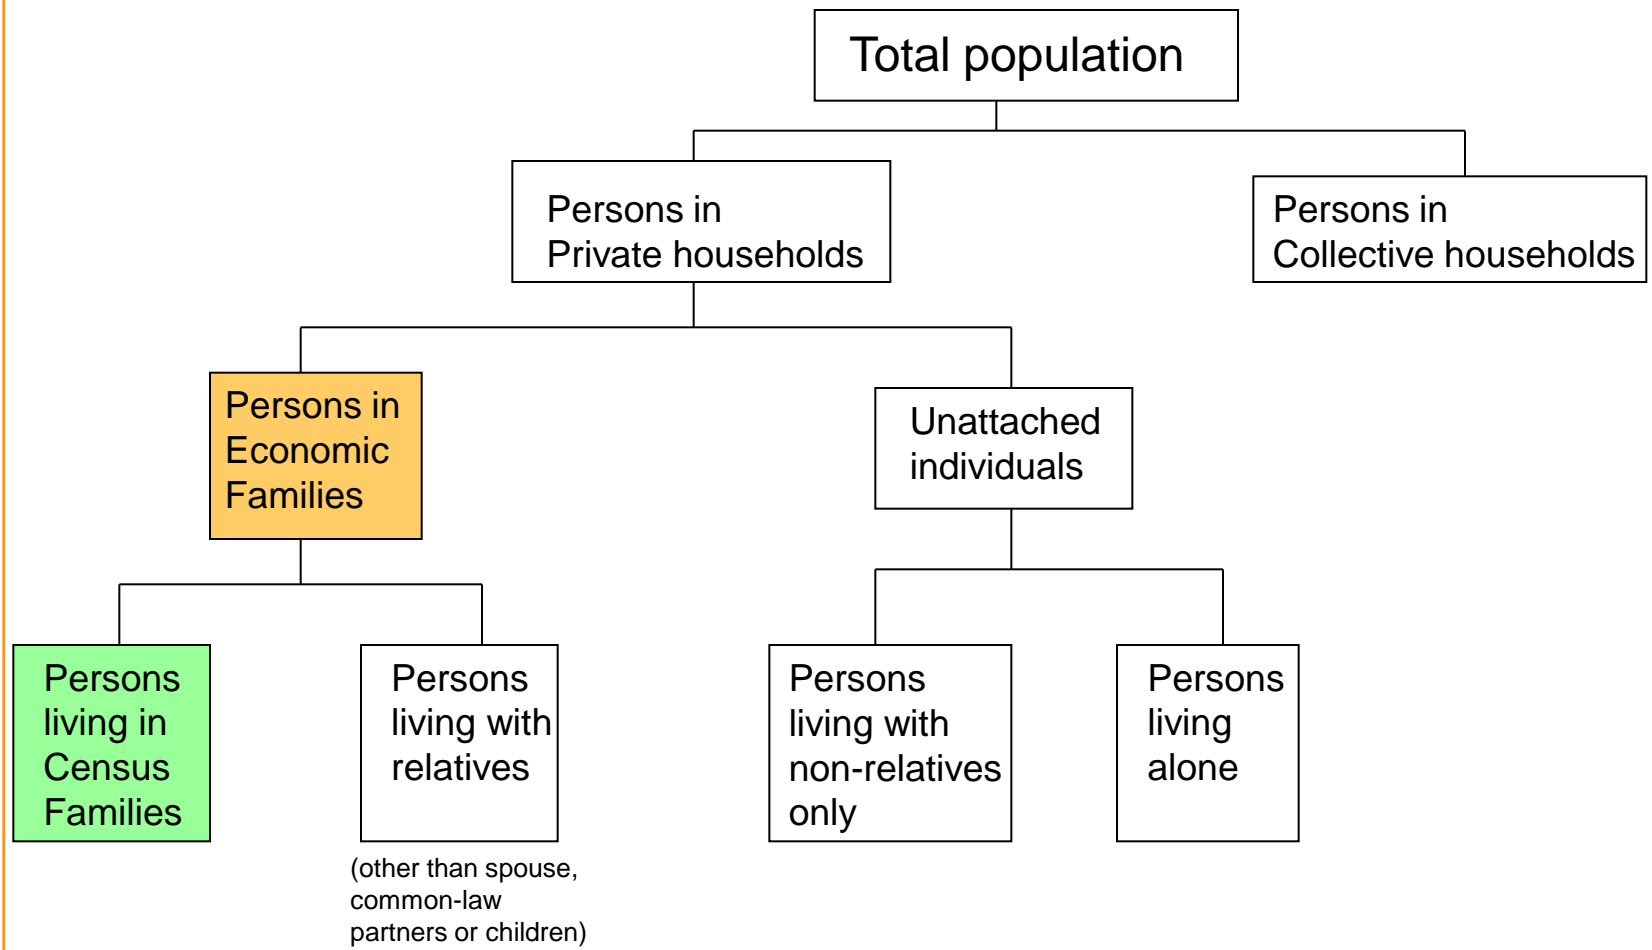 Total population
Persons in
Private households
Persons in
Collective households
Persons in
Economic
Families
Unattached
individuals
Persons
living in
Census
Families
Persons
living with
relatives
(other than spouse,
common-law
partners or children)
Persons
living with
non-relatives
only
Persons
living
alone